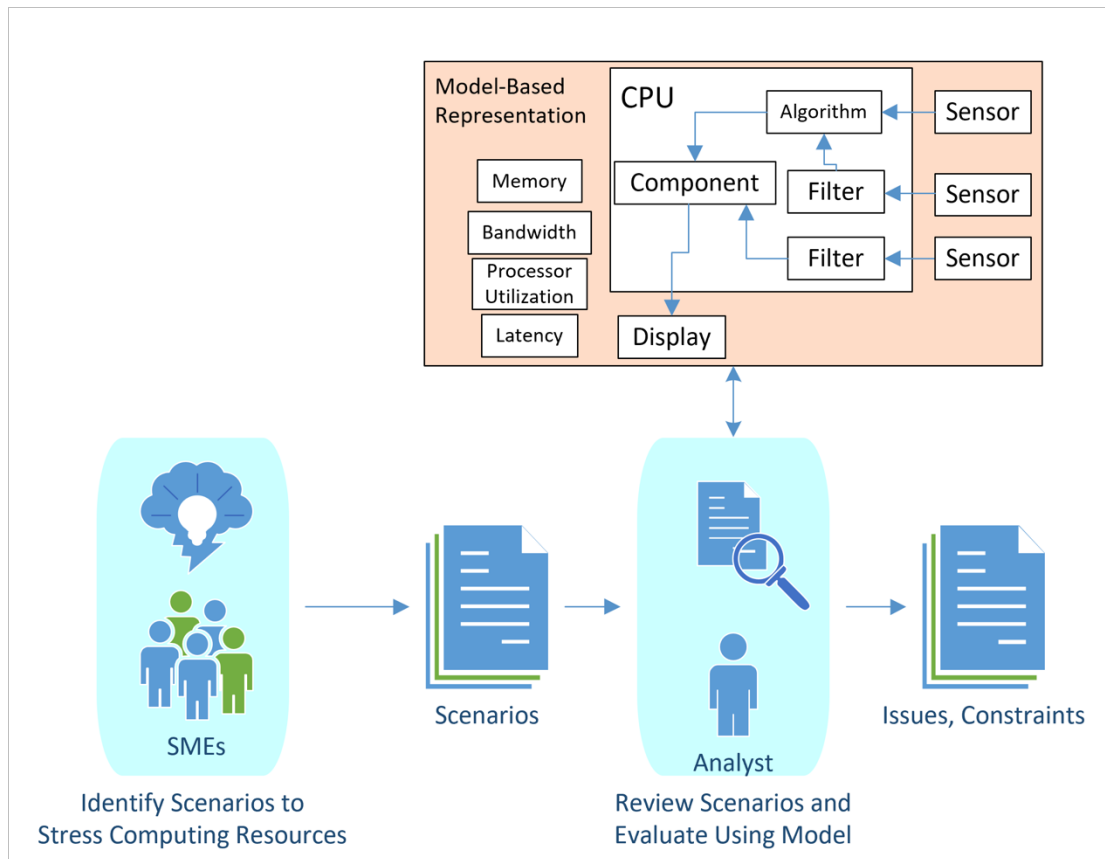 Model-Based
Representation
CPU
Algorithm
Sensor
Memory
Component
Filter
Sensor
Bandwidth
Filter
Sensor
Processor
Utilization
Latency
Display
SMEs
Scenarios
Analyst
Issues, Constraints
Identify Scenarios to
Stress Computing Resources
Review Scenarios and
Evaluate Using Model